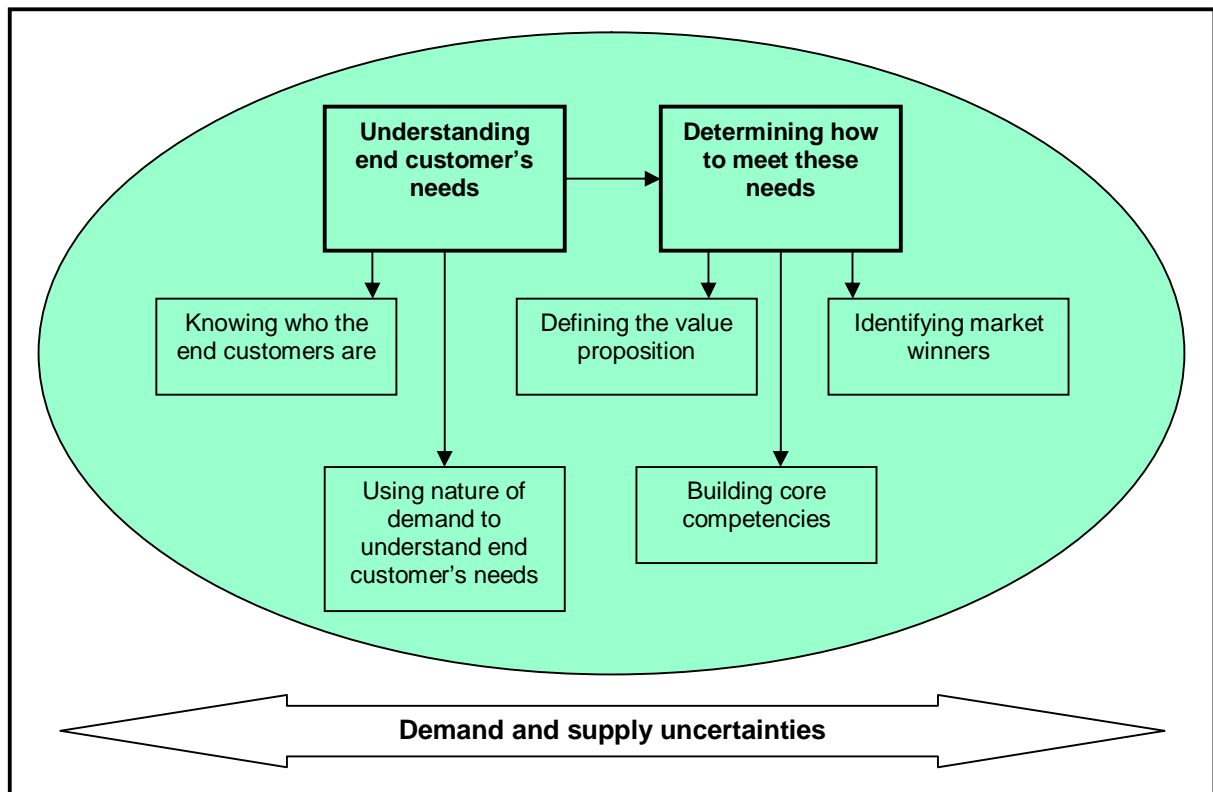 Understanding
end customer's
needs
Determining how
to meet these
needs
Knowing who the
end customers are
Defining the value
proposition
Identifying market
winners
Using nature of
demand to
understand end
customer's needs
Building core
competencies
Demand and supply uncertainties